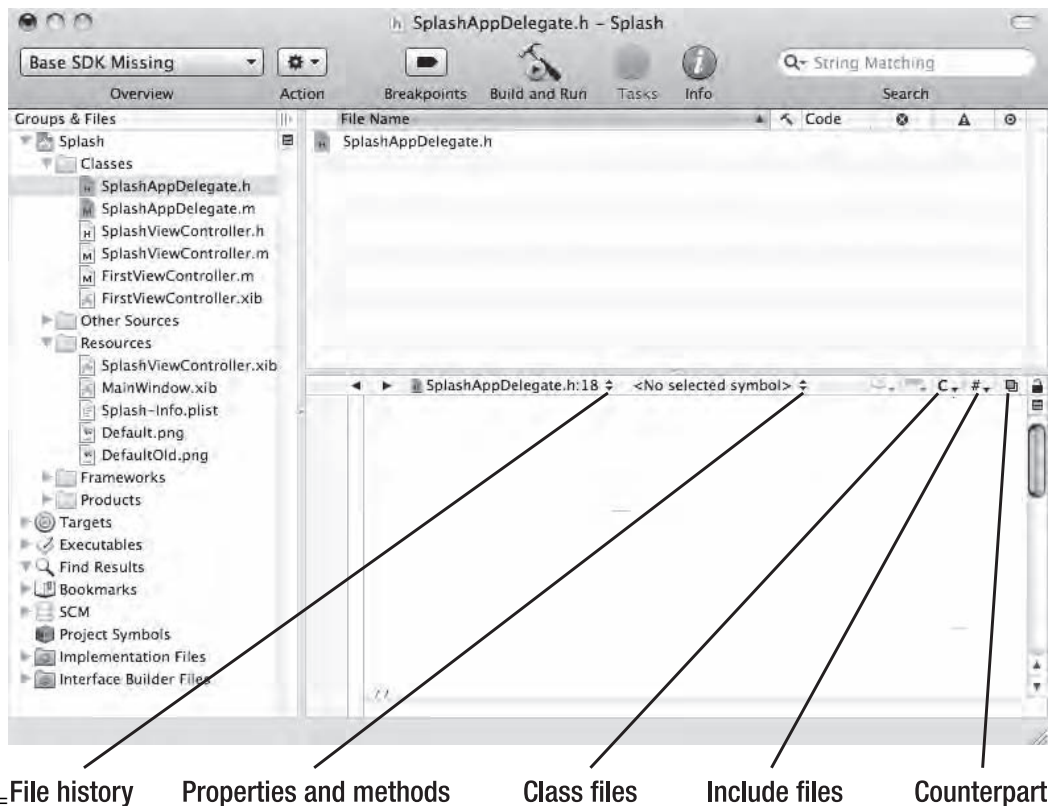 SplashAppDelegate.h – Splash
Base SDK Missing
String Matching
Overview
Action
Breakpoints
Build and Run
Tasks
Info
Search
Groups & Files
File Name
Code
Splash
SplashAppDelegate.h
Classes
SplashAppDelegate.h
SplashAppDelegate.m
SplashViewController.h
SplashViewController.m
FirstViewController.m
FirstViewController.xib
Other Sources
Resources
SplashViewController.xib
MainWindow.xib
Splash-Info.plist
Default.png
DefaultOld.png
Frameworks
Products
Targets
Executables
Find Results
Bookmarks
SCM
Project Symbols
Implementation Files
Interface Builder Files
SplashAppDelegate.h:18 <No selected symbol> C #
//
File history
Properties and methods
Class files
Include files
Counterpart